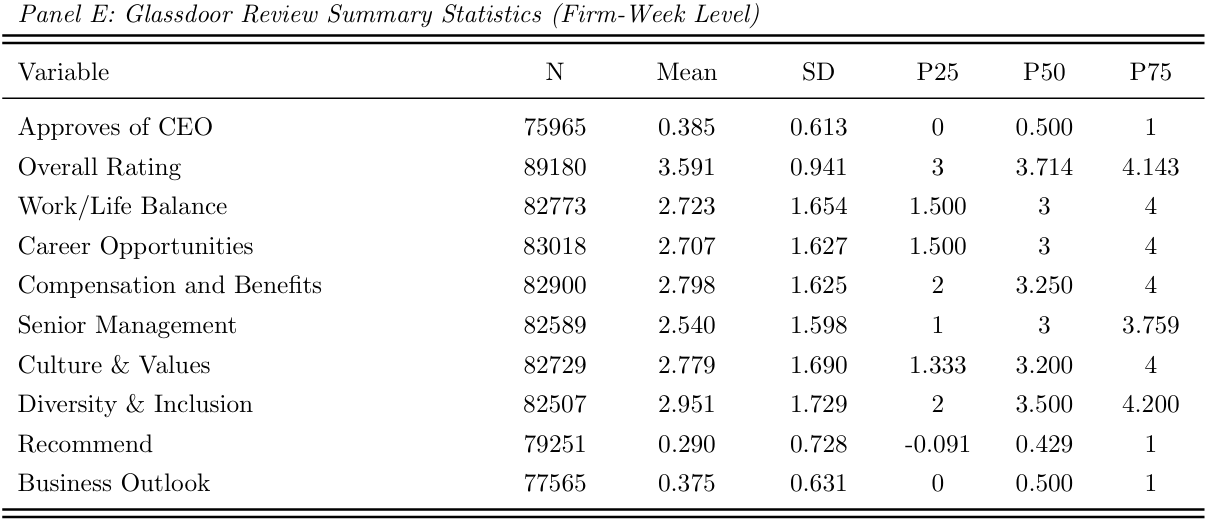 Panel E: Glassdoor Review Summary Statistics (Firm-Week Level)
Variable N Mean SD P25 P50 P75
Approves of CEO 75965 0.385 0.613 0 0.500 1
Overall Rating 89180 3.591 0.941 3 3.714 4.143
Work/Life Balance 82773 2.723 1.654 1.500 3 4
Career Opportunities 83018 2.707 1.627 1.500 3 4
Compensation and Benefits 82900 2.798 1.625 2 3.250 4
Senior Management 82589 2.540 1.598 1 3 3.759
Culture & Values 82729 2.779 1.690 1.333 3.200 4
Diversity & Inclusion 82507 2.951 1.729 2 3.500 4.200
Recommend 79251 0.290 0.728 -0.091 0.429 1
Business Outlook 77565 0.375 0.631 0 0.500 1